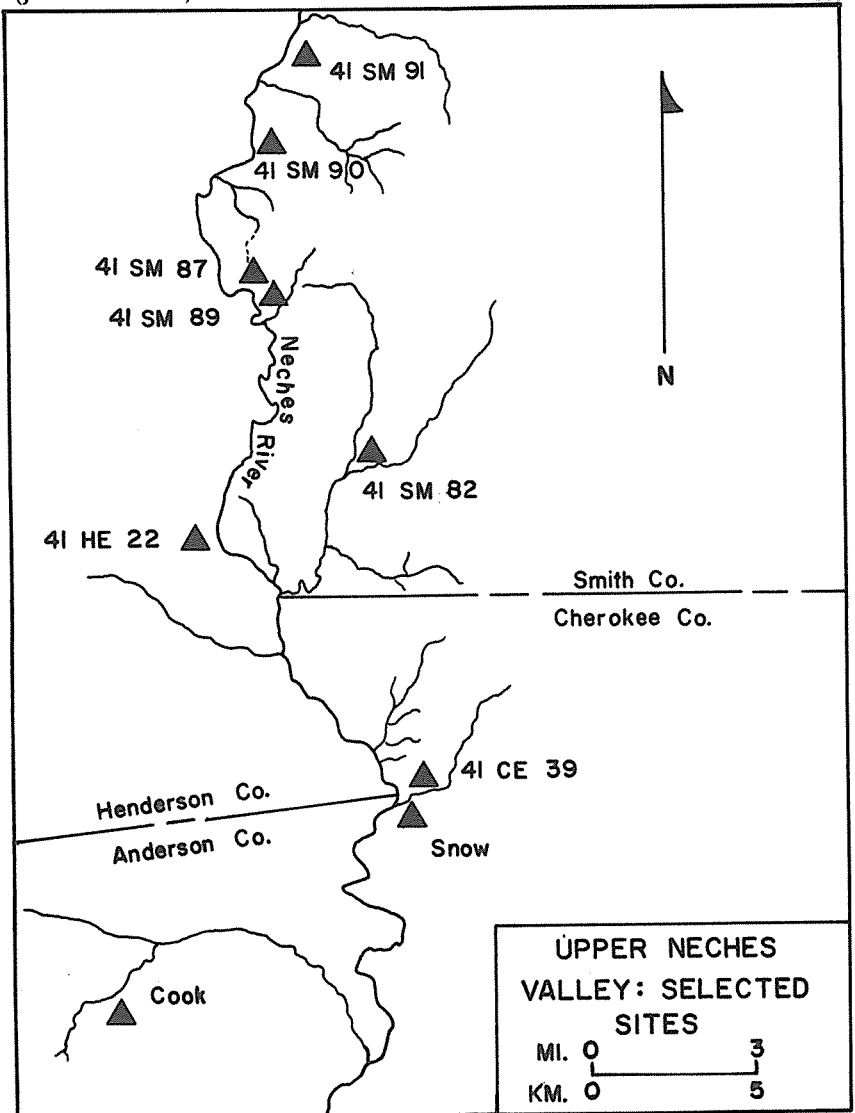 41 SM 91
41 SM 90
41 SM 87
41 SM 89
Neches
River
N
41 SM 82
41 HE 22
Smith Co.
Cherokee Co.
41 CE 39
Henderson Co.
Anderson Co.
Snow
Cook
UPPER NECHES
VALLEY: SELECTED
SITES
MI. 0 3
KM. 0 5